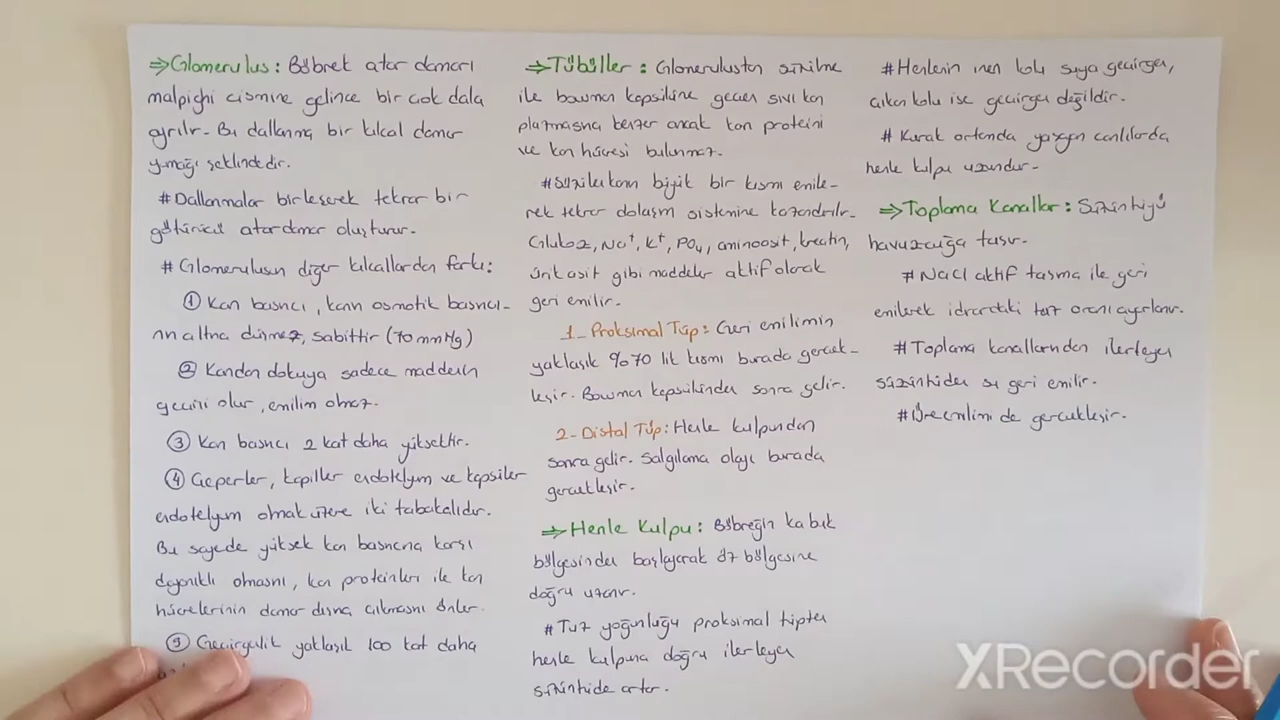 ⇒Glomerulus: Böbrek atar damarı
malpighi cismine gelince bir çok dala
ayrılır. Bu dallanma bir kılcal damar
yumağı şeklindedir.
#Dallanmalar birleşerek tekrar bir
götürücü atardamar oluşturur.
# Glomerulusun diğer kılcallardan farkı:
① Kan basıncı, kanın osmotik basıncı-
nın altına düşmez, sabittir (70 mmHg)
② Kandan dokuya sadece maddenin
geçişi olur, emilim olmaz.
③ Kan basıncı 2 kat daha yüksektir.
④ Çeperler, kapiller endotelyum ve kapsüler
endotelyum olmak üzere iki tabakalıdır.
Bu sayede yüksek kan basıncına karşı
dayanıklı olmasını, kan proteinleri ile kan
hücrelerinin damar dışına çıkmasını önler.
⑤ Geçirgenlik yaklaşık 100 kat daha
⇒Tübüller: Glomerulustan süzülme
ile bowman kapsülüne geçen sıvı kan
plazmasına benzer ancak kan proteini
ve kan hücresi bulunmaz.
#Süzülen kanın büyük bir kısmı emile-
rek tekrar dolaşım sistemine kazandırılır.
Glukoz, Na⁺, K⁺, PO₄, aminoasit, kreatin,
ürik asit gibi maddeler aktif olarak
geri emilir.
1- Proksimal Tüp: Geri emilimin
yaklaşık %70 lik kısmı burada gerçek-
leşir. Bowman kapsülünden sonra gelir.
2- Distal Tüp: Henle kulpundan
sonra gelir. Salgılama olayı burada
gerçekleşir.
⇒Henle Kulpu: Böbreğin kabuk
bölgesinden başlayarak öz bölgesine
doğru uzanır.
#Tuz yoğunluğu proksimal tüpten
henle kulpuna doğru ilerleyen
süzüntüde artar.
#Henlenin inen kolu suya geçirgen,
çıkan kolu ise geçirgen değildir.
# Kurak ortamda yaşayan canlılarda
henle kulpu uzundur.
⇒Toplama Kanalları: Süzüntüyü
havuzcuğa taşır.
#NaCl aktif taşıma ile geri
emilerek idrardaki tuz oranı ayarlanır.
#Toplama kanallarından ilerleyen
süzüntüden su geri emilir.
#Üre emilimi de gerçekleşir.
XRecorder